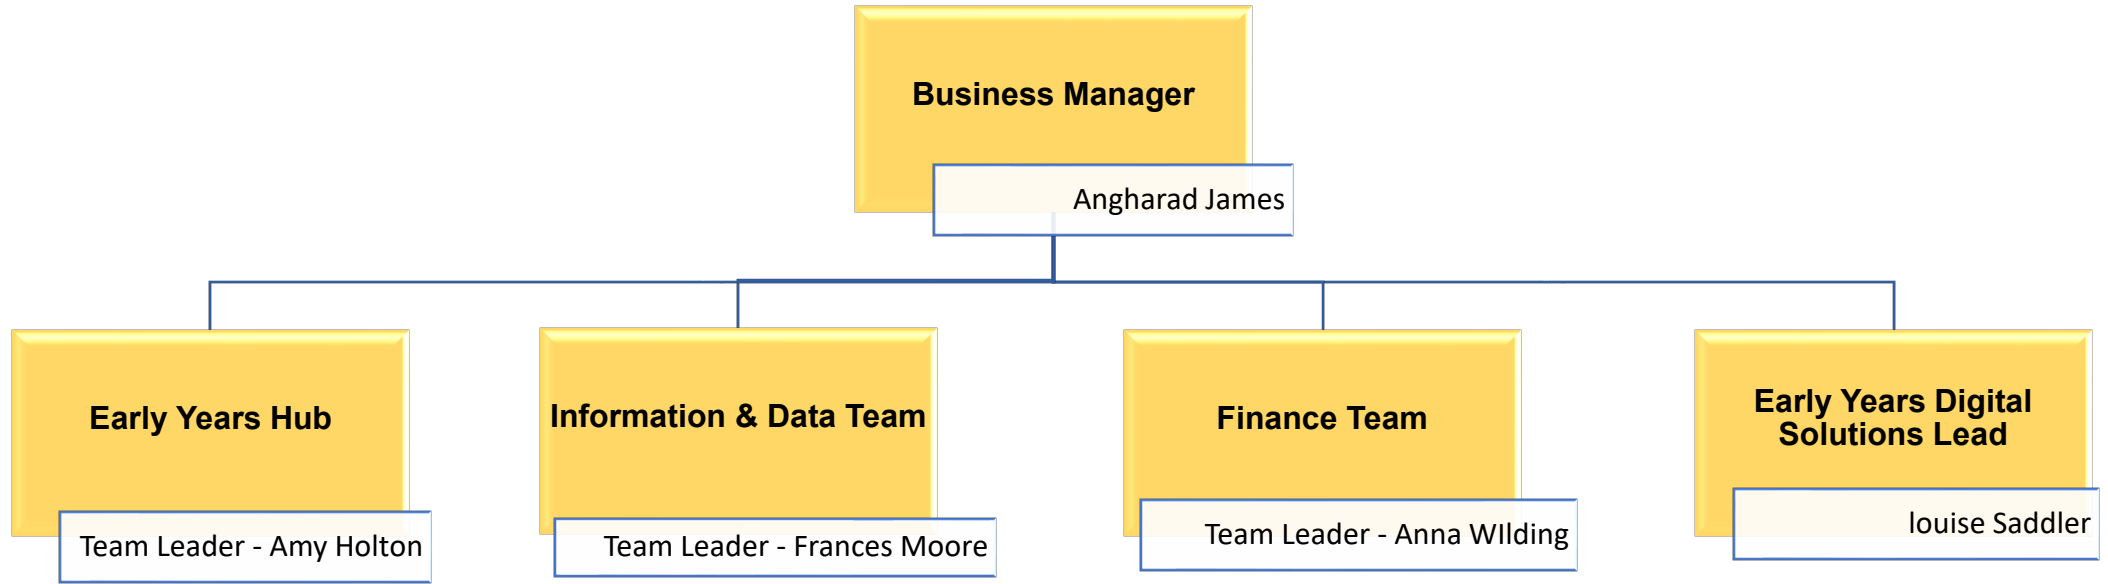 Business Manager
Angharad James
Early Years Hub
Team Leader - Amy Holton
Information & Data Team
Team Leader - Frances Moore
Finance Team
Team Leader - Anna WIlding
Early Years Digital
Solutions Lead
louise Saddler